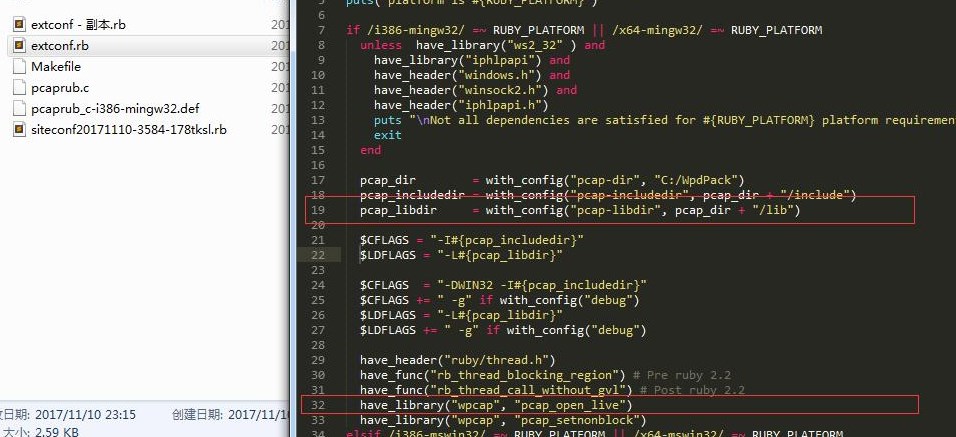 extconf - 副本.rb
extconf.rb
Makefile
pcaprub.c
pcaprub_c-i386-mingw32.def
siteconf20171110-3584-178tksl.rb
201
201
201
201
201
日期: 2017/11/10 23:15 创建日期: 2017/11/10
大小: 2.59 KB
5 puts("platform is #{RUBY_PLATFORM}")
6
7 if /i386-mingw32/ =~ RUBY_PLATFORM || /x64-mingw32/ =~ RUBY_PLATFORM
8 unless have_library("ws2_32" ) and
9 have_library("iphlpapi") and
10 have_header("windows.h") and
11 have_header("winsock2.h") and
12 have_header("iphlpapi.h")
13 puts "\nNot all dependencies are satisfied for #{RUBY_PLATFORM} platform requiremen
14 exit
15 end
16
17 pcap_dir = with_config("pcap-dir", "C:/WpdPack")
18 pcap_includedir = with_config("pcap-includedir", pcap_dir + "/include")
19 pcap_libdir = with_config("pcap-libdir", pcap_dir + "/lib")
20
21 $CFLAGS = "-I#{pcap_includedir}"
22 $LDFLAGS = "-L#{pcap_libdir}"
23
24 $CFLAGS = "-DWIN32 -I#{pcap_includedir}"
25 $CFLAGS += " -g" if with_config("debug")
26 $LDFLAGS = "-L#{pcap_libdir}"
27 $LDFLAGS += " -g" if with_config("debug")
28
29 have_header("ruby/thread.h")
30 have_func("rb_thread_blocking_region") # Pre ruby 2.2
31 have_func("rb_thread_call_without_gvl") # Post ruby 2.2
32 have_library("wpcap", "pcap_open_live")
33 have_library("wpcap", "pcap_setnonblock")
34 elsif /i386-mswin32/ =~ RUBY_PLATFORM || /x64-mswin32/ =~ RUBY_PLATFORM